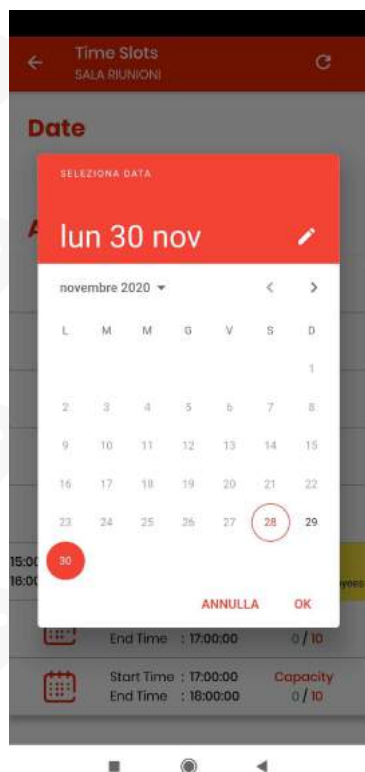 Time Slots
SALA RIUNIONI
Date
SELEZIONA DATA
lun 30 nov
novembre 2020
L M M G V S D
1
2 3 4 5 6 7 8
9 10 11 12 13 14 15
16 17 18 19 20 21 22
23 24 25 26 27 28 29
30
15:00
16:00
ANNULLA OK
End Time : 17:00:00 0 / 10
Start Time : 17:00:00 Capacity
End Time : 18:00:00 0 / 10